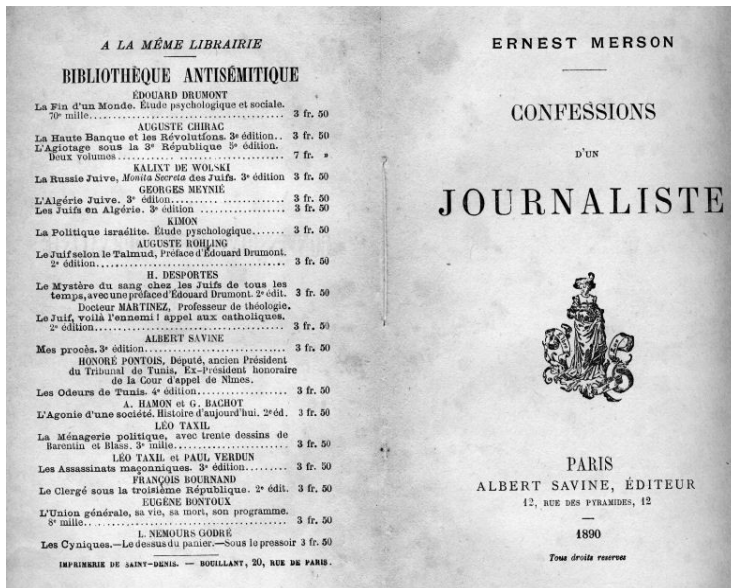 A LA MÊME LIBRAIRIE
BIBLIOTHÈQUE ANTISÉMITIQUE
ÉDOUARD DRUMONT
La Fin d'un Monde. Étude psychologique et sociale.
70e mille........................................ 3 fr. 50
AUGUSTE CHIRAC
La Haute Banque et les Révolutions. 3e édition.. 3 fr. 50
L'Agiotage sous la 3e République 5e édition.
Deux volumes................................ 7 fr. »
KALIXT DE WOLSKI
La Russie Juive, Monita Secreta des Juifs. 3e édition 3 fr. 50
GEORGES MEYNIÉ
L'Algérie Juive. 3e éditon.......................... 3 fr. 50
Les Juifs en Algérie. 3e édition .................. 3 fr. 50
KIMON
La Politique israélite. Étude pyschologique....... 3 fr. 50
AUGUSTE ROHLING
Le Juif selon le Talmud, Préface d'Édouard Drumont.
2e édition........................................ 3 fr. 50
H. DESPORTES
Le Mystère du sang chez les Juifs de tous les
temps, avec une préface d'Édouard Drumont. 2e édit. 3 fr. 50
Docteur MARTINEZ, Professeur de théologie.
Le Juif, voilà l'ennemi ! appel aux catholiques.
2e édition........................................ 3 fr. 50
ALBERT SAVINE
Mes procès. 3e édition.............................. 3 fr. 50
HONORÉ PONTOIS, Député, ancien Président
du Tribunal de Tunis, Ex-Président honoraire
de la Cour d'appel de Nîmes.
Les Odeurs de Tunis. 4e édition.................. 3 fr. 50
A. HAMON et G. BACHOT
L'Agonie d'une société. Histoire d'aujourd'hui. 2e éd. 3 fr. 50
LÉO TAXIL
La Ménagerie politique, avec trente dessins de
Barentin et Blass. 3e mille........................ 3 fr. 50
LÉO TAXIL et PAUL VERDUN
Les Assassinats maçonniques. 3e édition......... 3 fr. 50
FRANÇOIS BOURNAND
Le Clergé sous la troisième République. 2e édit. 3 fr. 50
EUGÈNE BONTOUX
L'Union générale, sa vie, sa mort, son programme.
8e mille........................................ 3 fr. 50
L. NEMOURS GODRÉ
Les Cyniques.—Le dessus du panier.—Sous le pressoir 3 fr. 50
IMPRIMERIE DE SAINT-DENIS. — BOUILLANT, 20, RUE DE PARIS.
ERNEST MERSON
CONFESSIONS
D'UN
JOURNALISTE
PARIS
ALBERT SAVINE, ÉDITEUR
12, RUE DES PYRAMIDES, 12
1890
Tous droits reserves